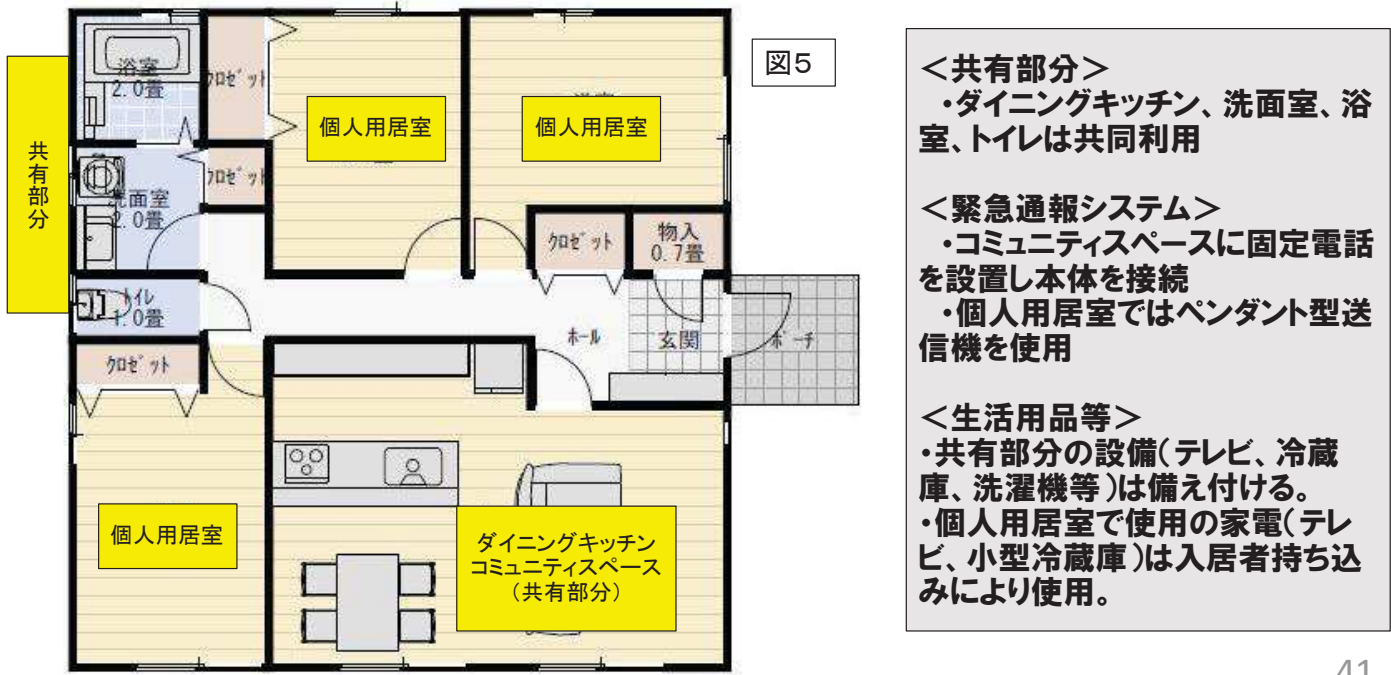 図5
浴室
2.0畳
共有部分
面室
2.0畳
トイレ
1.0畳
クロゼット
個人用居室
個人用居室
クロゼット
物入
0.7畳
ホール
玄関
ポーチ
クロゼット
個人用居室
ダイニングキッチン
コミュニティスペース
(共有部分)
<共有部分>
・ダイニングキッチン、洗面室、浴
室、トイレは共同利用
<緊急通報システム>
・コミュニティスペースに固定電話
を設置し本体を接続
・個人用居室ではペンダント型送
信機を使用
<生活用品等>
・共有部分の設備(テレビ、冷蔵
庫、洗濯機等)は備え付ける。
・個人用居室で使用の家電(テレ
ビ、小型冷蔵庫)は入居者持ち込
みにより使用。
41